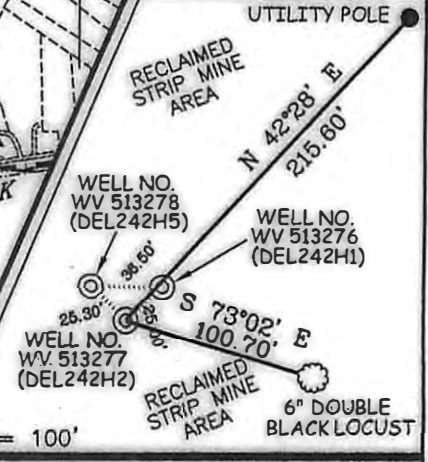 UTILITY POLE
RECLAIMED
STRIP MINE
AREA
N 42°28' E
215.60'
K
WELL NO.
WV 513278
(DEL242H5)
WELL NO.
WV 513276
(DEL242H1)
36.50'
25.30'
S 73°02' E
100.70'
WELL NO.
WV 513277
(DEL242H2)
RECLAIMED
STRIP MINE
AREA
6" DOUBLE
BLACK LOCUST
= 100'